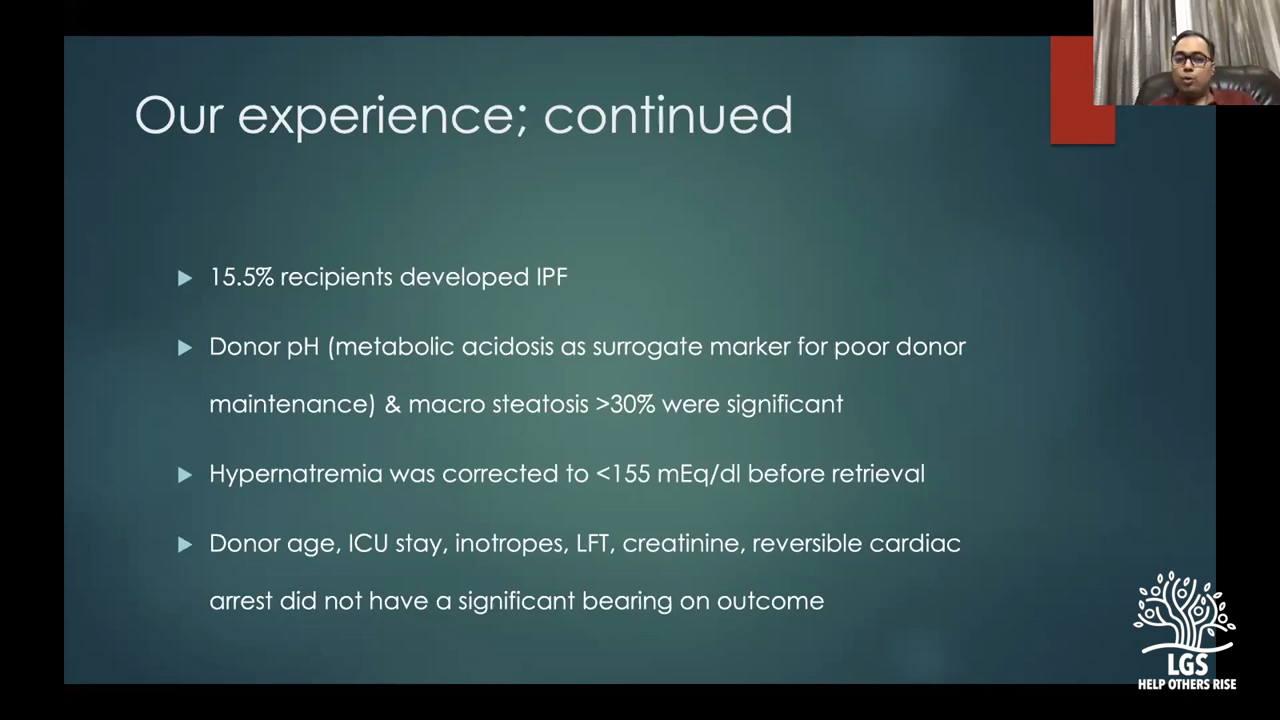 Our experience; continued
15.5% recipients developed IPF
Donor pH (metabolic acidosis as surrogate marker for poor donor
maintenance) & macro steatosis >30% were significant
Hypernatremia was corrected to <155 mEq/dl before retrieval
Donor age, ICU stay, inotropes, LFT, creatinine, reversible cardiac
arrest did not have a significant bearing on outcome
LGS
HELP OTHERS RISE